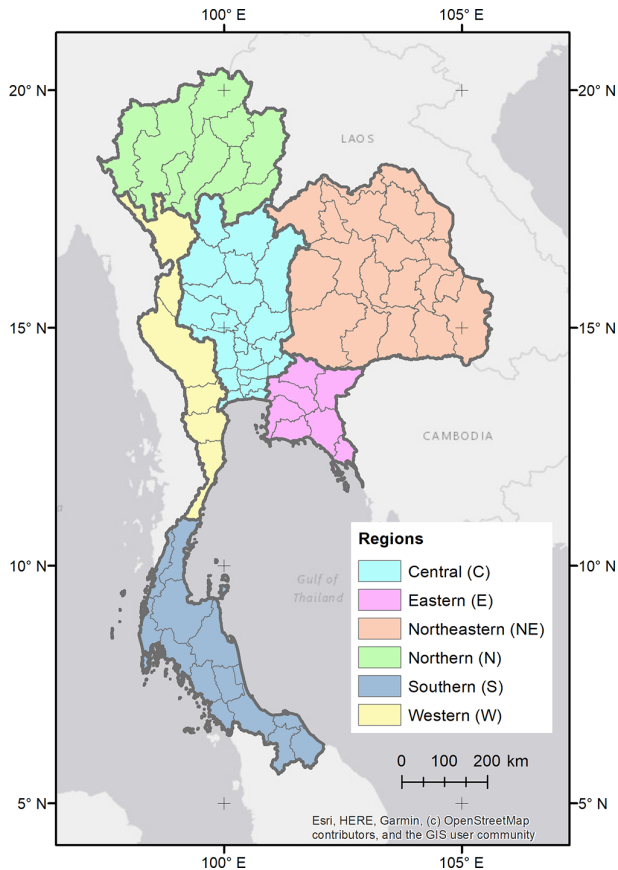 100° E
105° E
20° N
20° N
LAOS
15° N
15° N
CAMBODIA
Regions
Central (C)
Eastern (E)
Northeastern (NE)
Northern (N)
Southern (S)
Western (W)
10° N
10° N
Gulf of
Thailand
0 100 200 km
5° N
5° N
Esri, HERE, Garmin, (c) OpenStreetMap
contributors, and the GIS user community
100° E
105° E